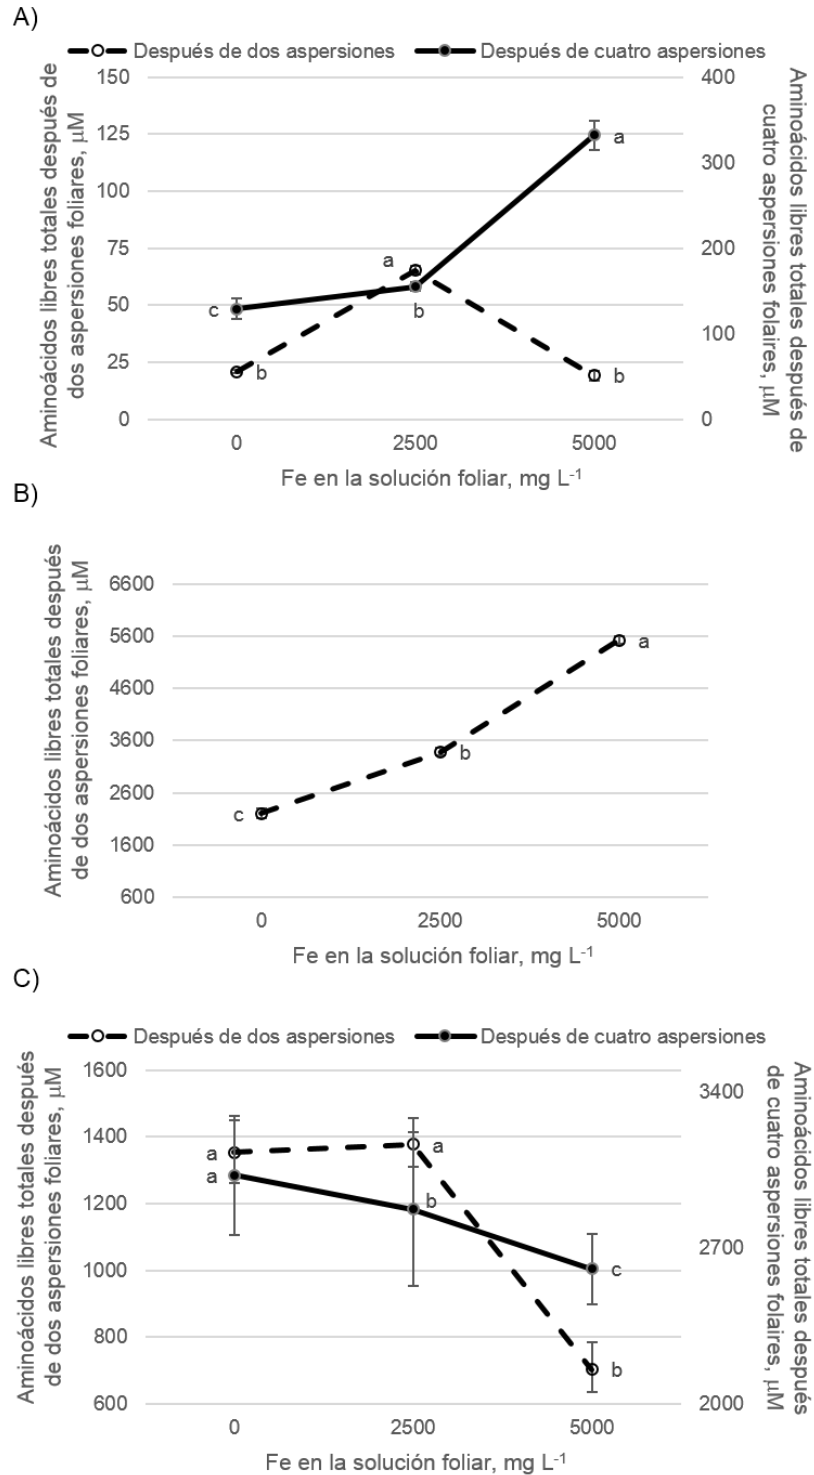 A)
Después de dos aspersiones
Después de cuatro aspersiones
Aminoácidos libres totales después de
dos aspersiones foliares, µM
150
125
100
75
50
25
0
400
300
200
100
0
Aminoácidos libres totales después de
cuatro aspersiones folaires, µM
c
b
a
b
a
b
0
2500
5000
Fe en la solución foliar, mg L-1
B)
Aminoácidos libres totales después
de dos aspersiones foliares, µM
6600
5600
4600
3600
2600
1600
600
c
b
a
0
2500
5000
Fe en la solución foliar, mg L-1
C)
Después de dos aspersiones
Después de cuatro aspersiones
Aminoácidos libres totales después
de dos aspersiones foliares, µM
1600
1400
1200
1000
800
600
3400
2700
2000
Aminoácidos libres totales después
de cuatro aspersiones folaires, µM
a
a
a
b
c
b
0
2500
5000
Fe en la solución foliar, mg L-1